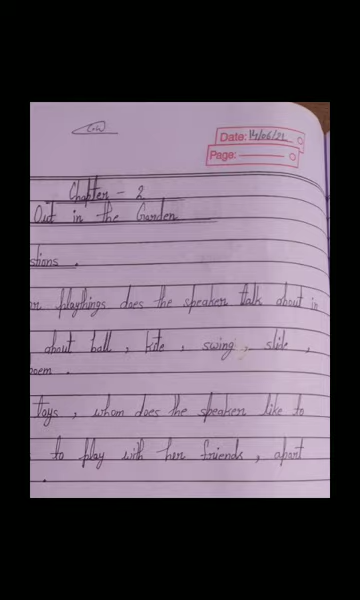 C.W
Date: 14/06/21
Page:
Chapter - 2
Out in the Garden
stions .
or playthings does the speaker talk about in
about ball , kite , swing , slide ,
poem .
toys , whom does the speaker like to
to play with her friends , apart
.